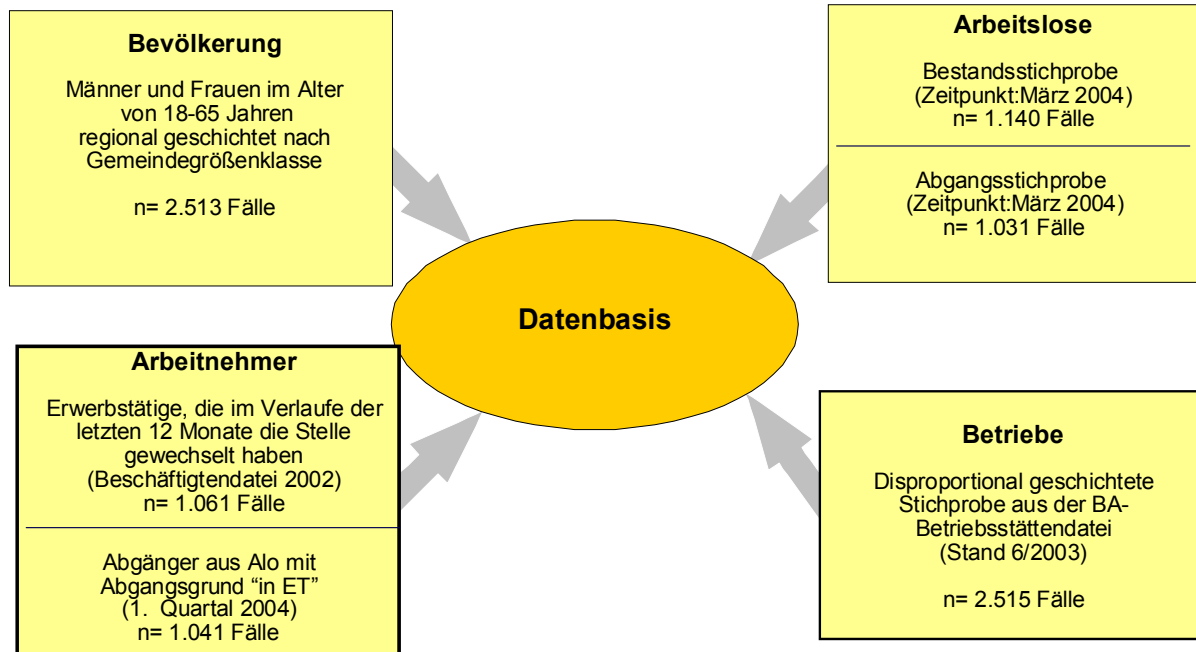 Bevölkerung
Männer und Frauen im Alter
von 18-65 Jahren
regional geschichtet nach
Gemeindegrößenklasse
n= 2.513 Fälle
Arbeitslose
Bestandsstichprobe
(Zeitpunkt:März 2004)
n= 1.140 Fälle
Abgangsstichprobe
(Zeitpunkt:März 2004)
n= 1.031 Fälle
Datenbasis
Arbeitnehmer
Erwerbstätige, die im Verlaufe der
letzten 12 Monate die Stelle
gewechselt haben
(Beschäftigtendatei 2002)
n= 1.061 Fälle
Abgänger aus Alo mit
Abgangsgrund “in ET”
(1. Quartal 2004)
n= 1.041 Fälle
Betriebe
Disproportional geschichtete
Stichprobe aus der BA-
Betriebsstättendatei
(Stand 6/2003)
n= 2.515 Fälle